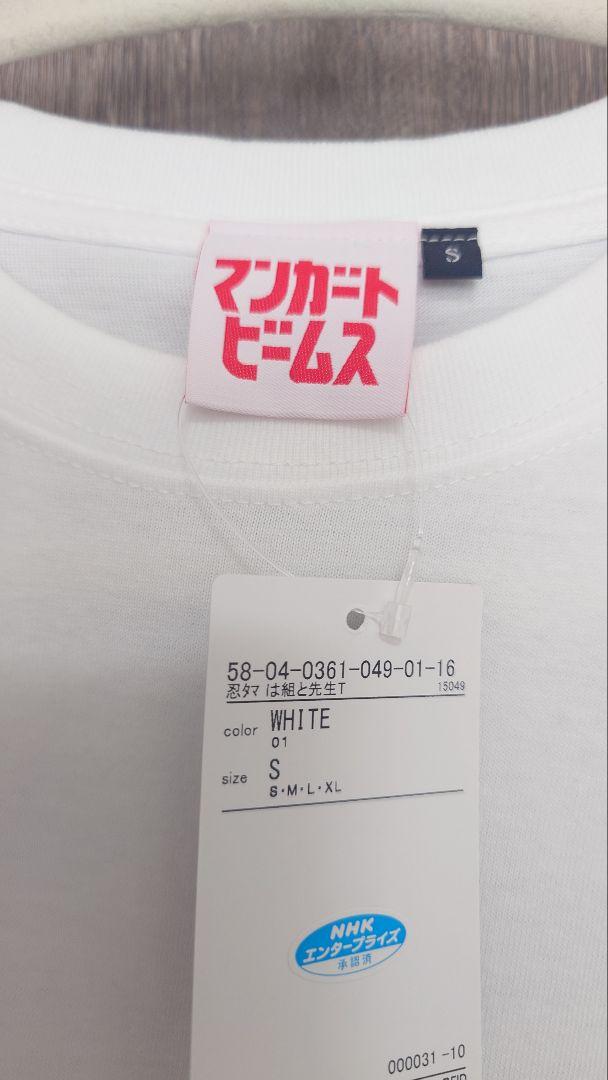 マンガート
ビームス
S
58-04-0361-049-01-16
忍タマ は組と先生T 15049
color WHITE
01
size S
S・M・L・XL
NHK
エンタープライズ
承認済
000031 -10